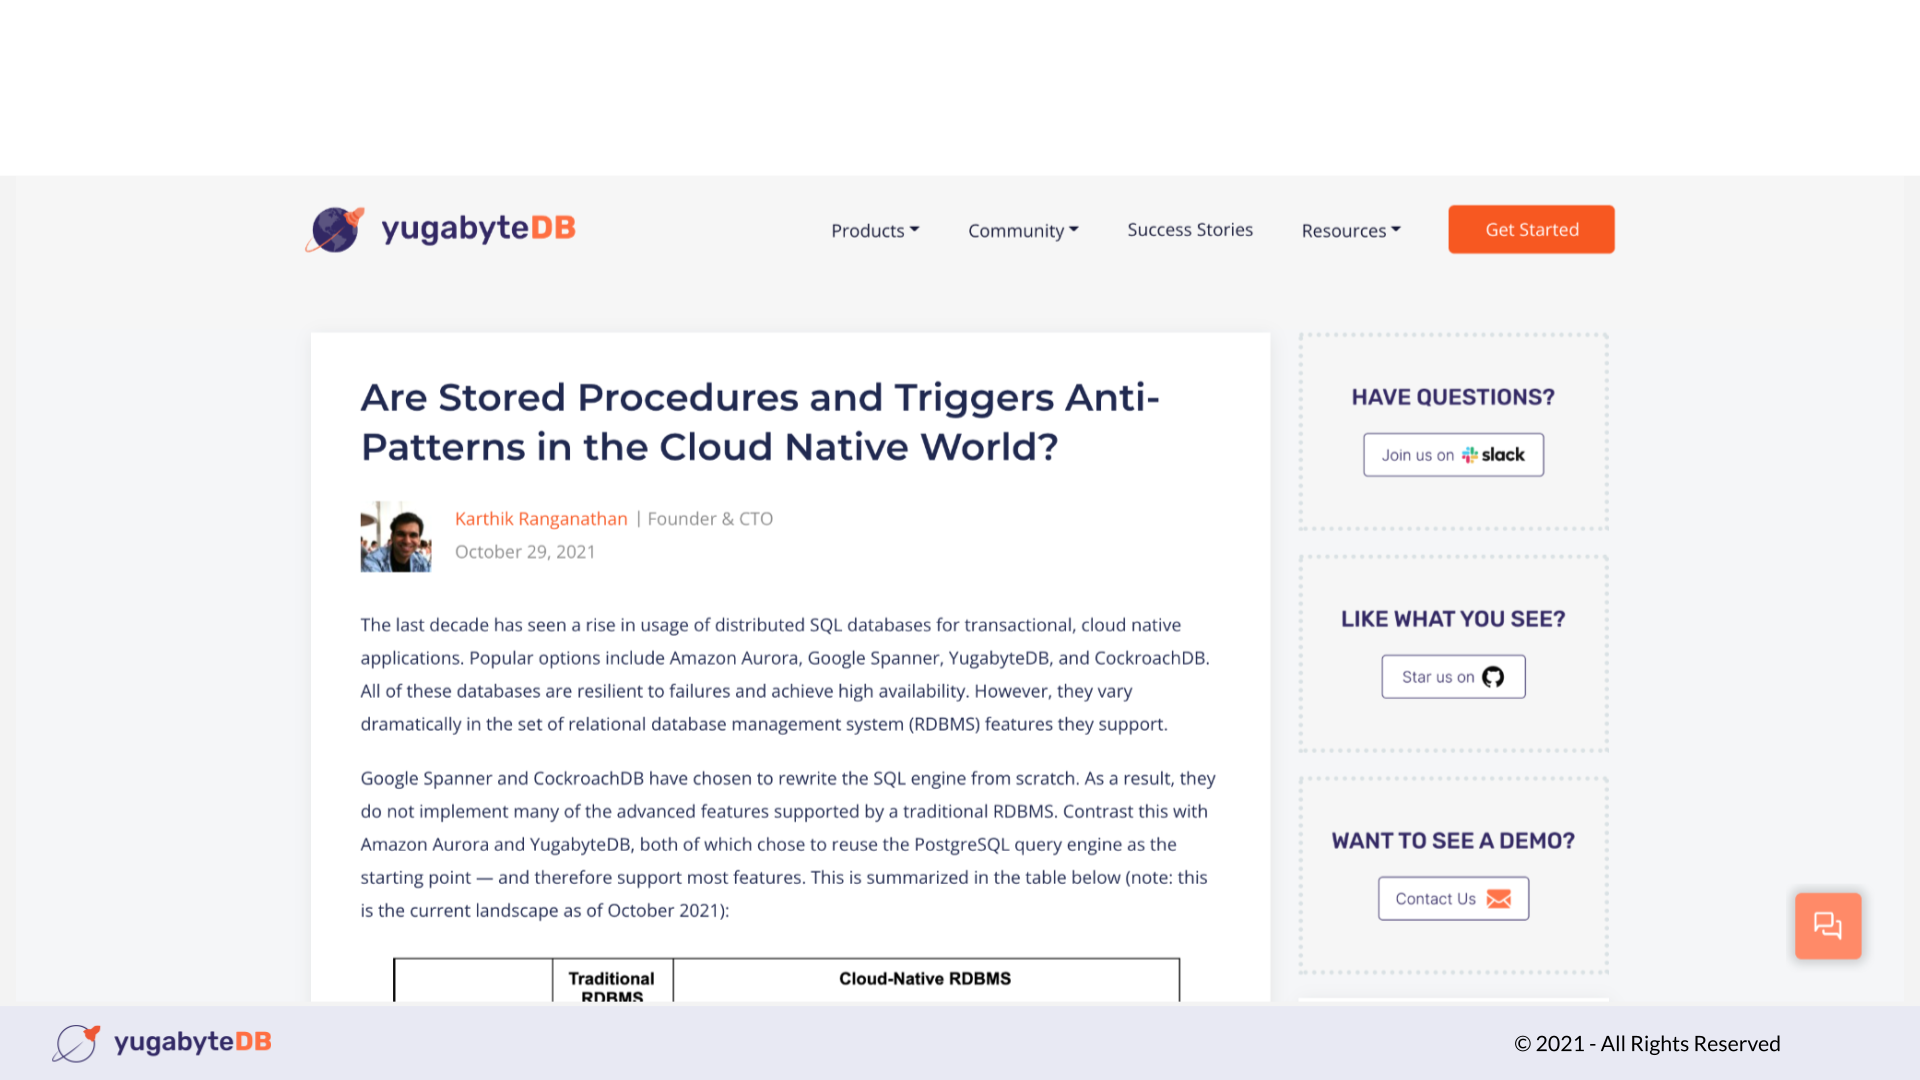 yugabyteDB
Products
Community
Success Stories
Resources
Get Started
Are Stored Procedures and Triggers Anti-
Patterns in the Cloud Native World?
Karthik Ranganathan | Founder & CTO
October 29, 2021
The last decade has seen a rise in usage of distributed SQL databases for transactional, cloud native
applications. Popular options include Amazon Aurora, Google Spanner, YugabyteDB, and CockroachDB.
All of these databases are resilient to failures and achieve high availability. However, they vary
dramatically in the set of relational database management system (RDBMS) features they support.
Google Spanner and CockroachDB have chosen to rewrite the SQL engine from scratch. As a result, they
do not implement many of the advanced features supported by a traditional RDBMS. Contrast this with
Amazon Aurora and YugabyteDB, both of which chose to reuse the PostgreSQL query engine as the
starting point — and therefore support most features. This is summarized in the table below (note: this
is the current landscape as of October 2021):
Traditional
RDBMS
Cloud-Native RDBMS
HAVE QUESTIONS?
Join us on slack
LIKE WHAT YOU SEE?
Star us on
WANT TO SEE A DEMO?
Contact Us
yugabyteDB
© 2021 - All Rights Reserved